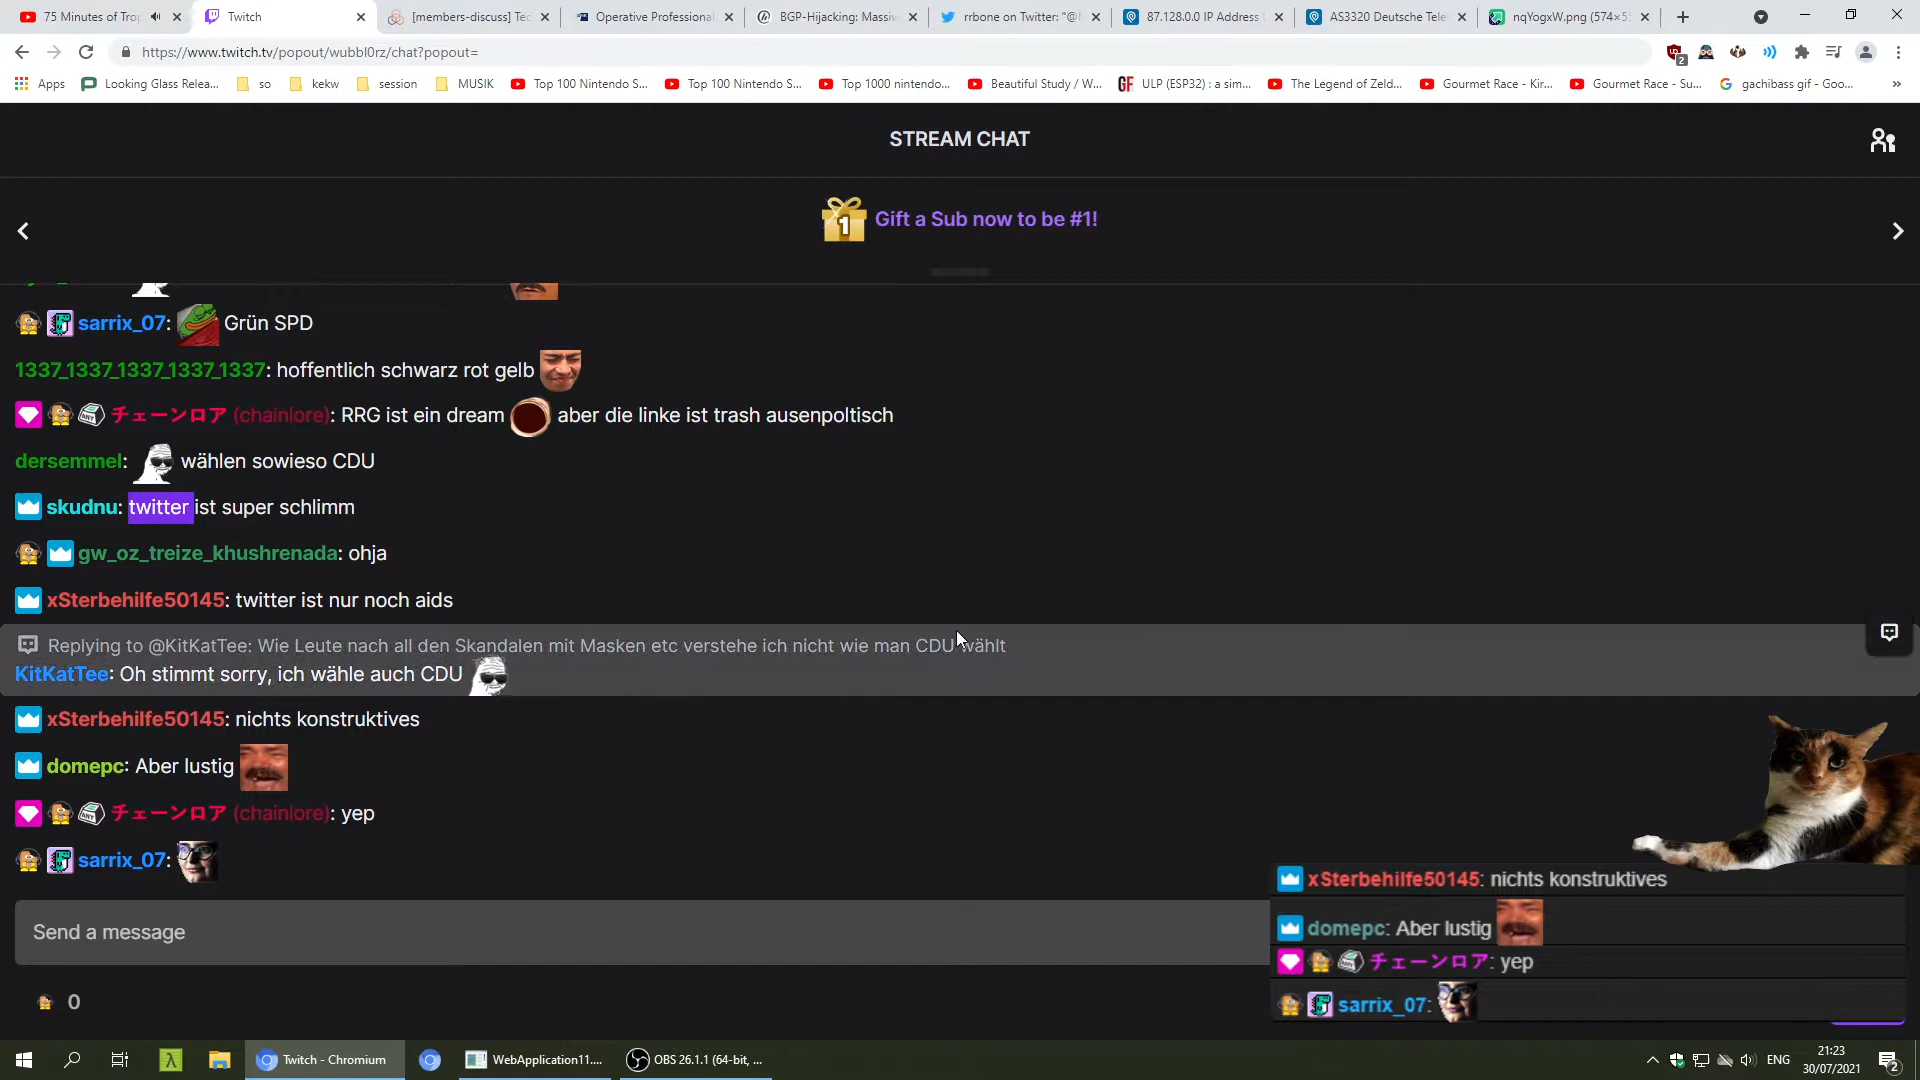 75 Minutes of Trop
Twitch
[members-discuss] Tec
Operative Professional
BGP-Hijacking: Massiv
rrbone on Twitter: "@
87.128.0.0 IP Address
AS3320 Deutsche Tele
nqYogxW.png (574×5
https://www.twitch.tv/popout/wubbl0rz/chat?popout=
2
Apps
Looking Glass Relea...
so
kekw
session
MUSIK
Top 100 Nintendo S...
Top 100 Nintendo S...
Top 1000 nintendo...
Beautiful Study / W...
GF
ULP (ESP32) : a sim...
The Legend of Zeld...
Gourmet Race - Kir...
Gourmet Race - Su...
gachibass gif - Goo...
STREAM CHAT
1
Gift a Sub now to be #1!
sarrix_07: Grün SPD
1337_1337_1337_1337_1337: hoffentlich schwarz rot gelb
チェーンロア (chainlore): RRG ist ein dream aber die linke ist trash ausenpoltisch
dersemmel: wählen sowieso CDU
skudnu: twitter ist super schlimm
gw_oz_treize_khushrenada: ohja
xSterbehilfe50145: twitter ist nur noch aids
Replying to @KitKatTee: Wie Leute nach all den Skandalen mit Masken etc verstehe ich nicht wie man CDU wählt
KitKatTee: Oh stimmt sorry, ich wähle auch CDU
xSterbehilfe50145: nichts konstruktives
domepc: Aber lustig
チェーンロア (chainlore): yep
sarrix_07:
Send a message
0
xSterbehilfe50145: nichts konstruktives
domepc: Aber lustig
チェーンロア: yep
sarrix_07:
Twitch - Chromium
WebApplication11....
OBS 26.1.1 (64-bit, ...
ENG
21:23
30/07/2021
2